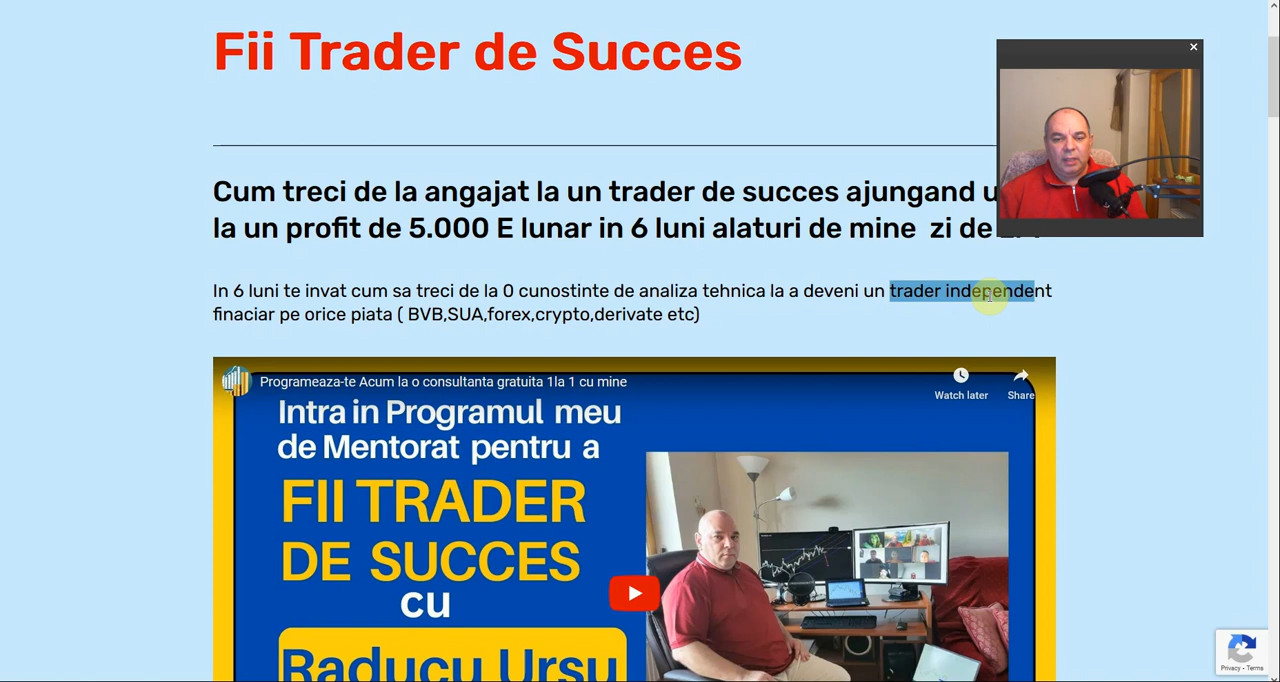 Fii Trader de Succes
Cum treci de la angajat la un trader de succes ajungand
la un profit de 5.000 E lunar in 6 luni alaturi de mine zi de
In 6 luni te invat cum sa treci de la 0 cunostinte de analiza tehnica la a deveni un trader independent
finaciar pe orice piata ( BVB,SUA,forex,crypto,derivate etc)
Programeaza-te Acum la o consultanta gratuita 1la 1 cu mine
Watch later
Share
Intra in Programul meu
de Mentorat pentru a
FII TRADER
DE SUCCES
cu
Raducu Ursu
Privacy - Terms